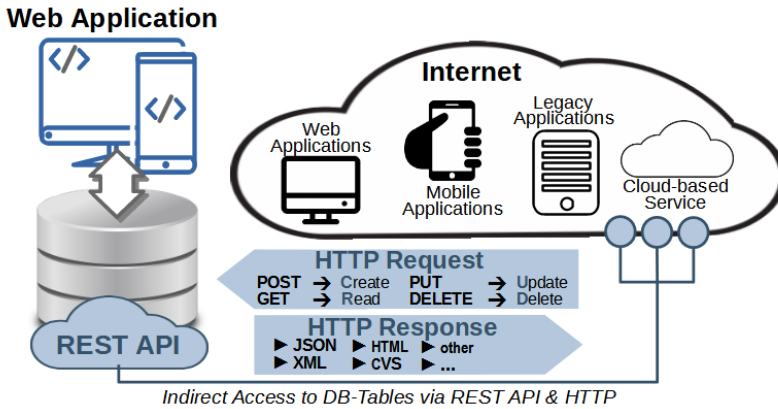 Web Application
</>
</>
Internet
Web
Applications
Mobile
Applications
Legacy
Applications
Cloud-based
Service
HTTP Request
POST → Create PUT → Update
GET → Read DELETE → Delete
REST API
HTTP Response
► JSON ► HTML ► other
► XML ► CVS ► ...
Indirect Access to DB-Tables via REST API & HTTP